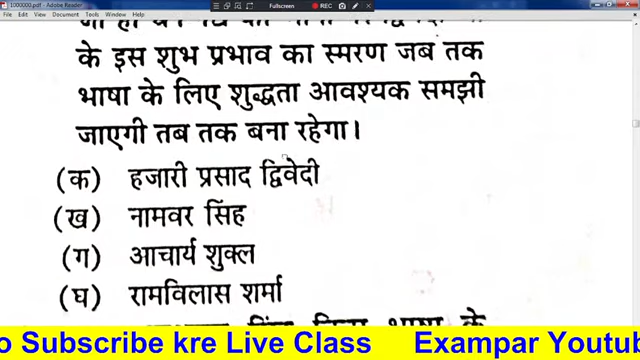 1000000.pdf - Adobe Reader
File Edit View Document Tools Window Help
Fullscreen REC
के इस शुभ प्रभाव का स्मरण जब तक
भाषा के लिए शुद्धता आवश्यक समझी
जाएगी तब तक बना रहेगा।
(क) हजारी प्रसाद द्विवेदी
(ख) नामवर सिंह
(ग) आचार्य शुक्ल
(घ) रामविलास शर्मा
भाषा के
o Subscribe kre Live Class Exampar Youtub